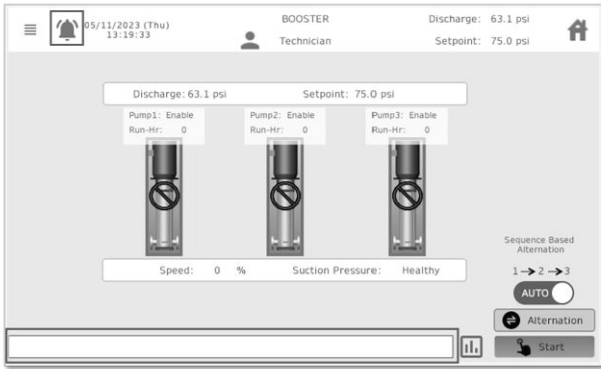 05/11/2023 (Thu)
13:19:33
BOOSTER
Technician
Discharge: 63.1 psi
Setpoint: 75.0 psi
Discharge: 63.1 psi Setpoint: 75.0 psi
Pump1: Enable
Run-Hr: 0
Pump2: Enable
Run-Hr: 0
Pump3: Enable
Run-Hr: 0
Speed: 0 % Suction Pressure: Healthy
Sequence Based
Alternation
1→2→3
AUTO
Alternation
Start